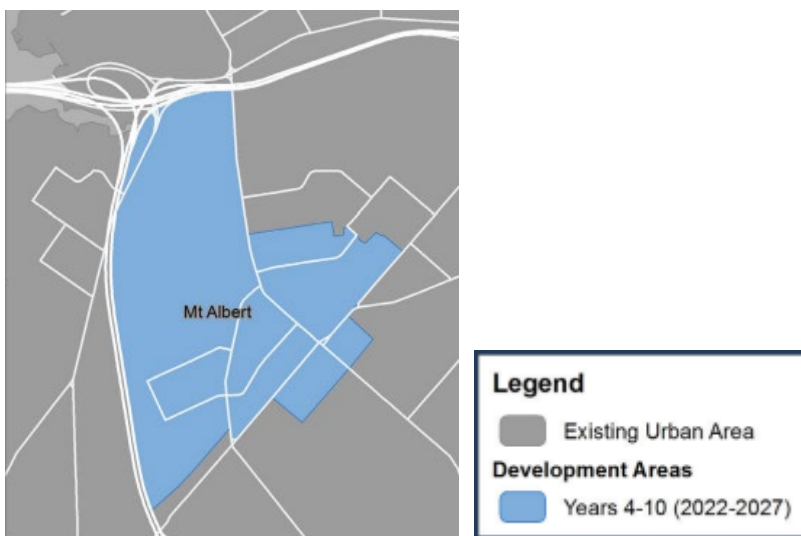 Mt Albert
Legend
Existing Urban Area
Development Areas
Years 4-10 (2022-2027)